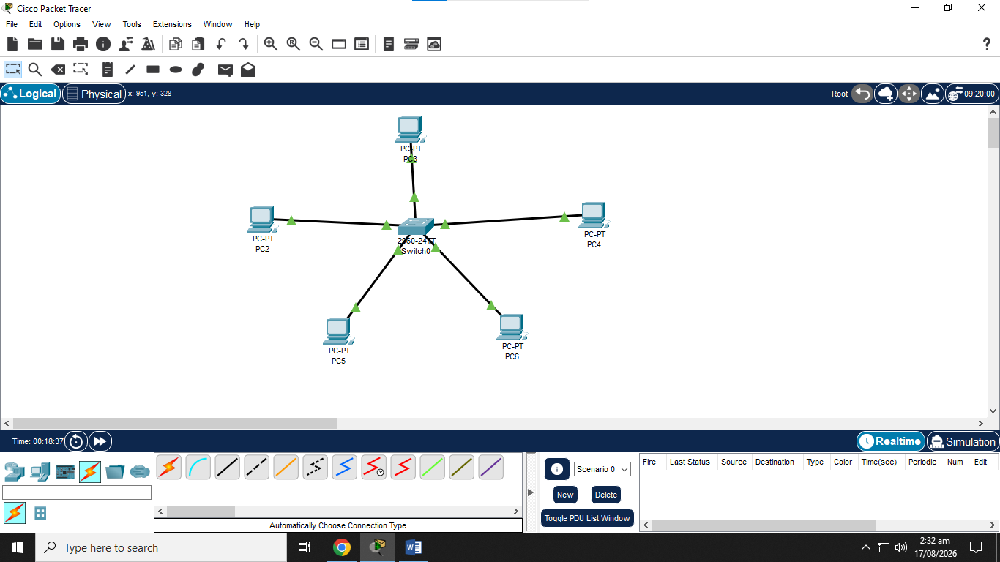 Cisco Packet Tracer
File Edit Options View Tools Extensions Window Help
?
Logical Physical x: 951, y: 328 Root 09:20:00
PC-PT
PC3
PC-PT
PC2
2960-24TT
Switch0
PC-PT
PC4
PC-PT
PC5
PC-PT
PC6
Time: 00:18:37 Realtime Simulation
Scenario 0
New Delete
Toggle PDU List Window
Fire Last Status Source Destination Type Color Time(sec) Periodic Num Edit
Automatically Choose Connection Type
Type here to search
2:32 am
17/08/2026